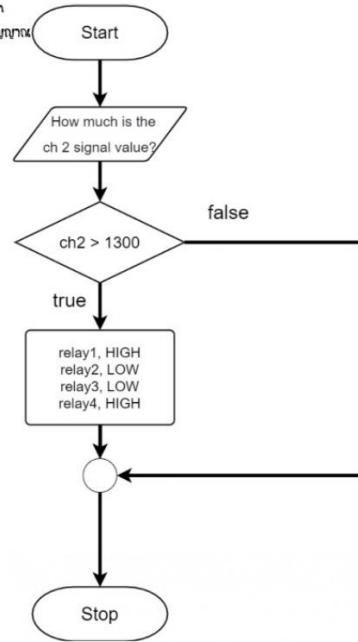 Start
How much is the
ch 2 signal value?
ch2 > 1300
false
true
relay1, HIGH
relay2, LOW
relay3, LOW
relay4, HIGH
Stop